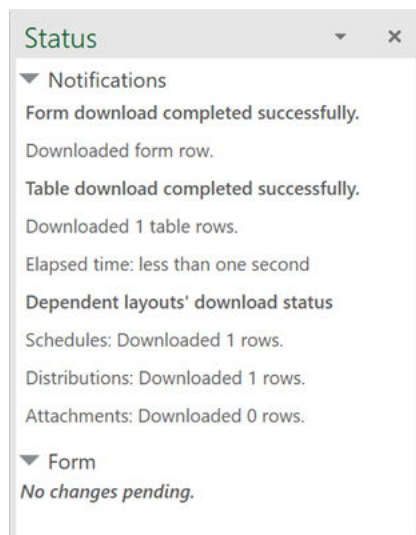 Status
Notifications
Form download completed successfully.
Downloaded form row.
Table download completed successfully.
Downloaded 1 table rows.
Elapsed time: less than one second
Dependent layouts' download status
Schedules: Downloaded 1 rows.
Distributions: Downloaded 1 rows.
Attachments: Downloaded 0 rows.
Form
No changes pending.